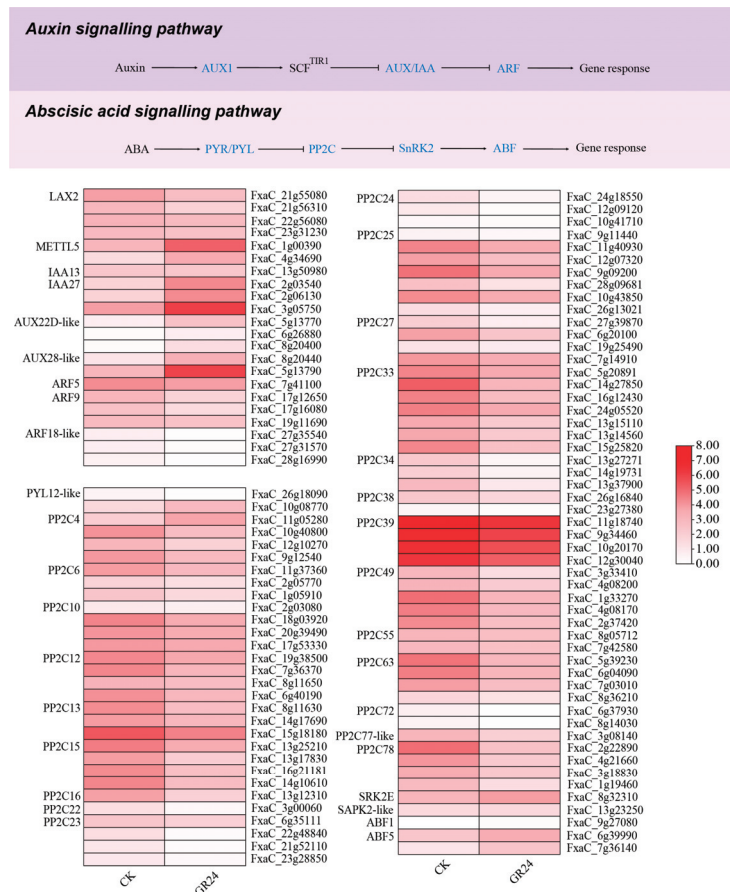 Auxin signalling pathway
Auxin AUX1 SCF^TIR1 AUX/IAA ARF Gene response
Abscisic acid signalling pathway
ABA PYR/PYL PP2C SnRK2 ABF Gene response
LAX2 FxaC_21g55080
FxaC_21g56310
FxaC_22g56080
FxaC_23g31230
METTL5 FxaC_1g00390
FxaC_4g34690
IAA13 FxaC_13g50980
IAA27 FxaC_2g03540
FxaC_2g06130
FxaC_3g05750
AUX22D-like FxaC_5g13770
FxaC_6g26880
FxaC_8g20400
AUX28-like FxaC_8g20440
FxaC_5g13790
ARF5 FxaC_7g41100
ARF9 FxaC_17g12650
FxaC_17g16080
FxaC_19g11690
ARF18-like FxaC_27g35540
FxaC_27g31570
FxaC_28g16990
PYL12-like FxaC_26g18090
FxaC_10g08770
PP2C4 FxaC_11g05280
FxaC_10g40800
FxaC_12g10270
FxaC_9g12540
PP2C6 FxaC_11g37360
FxaC_2g05770
FxaC_1g05910
PP2C10 FxaC_2g03080
FxaC_18g03920
FxaC_20g39490
FxaC_17g53330
PP2C12 FxaC_19g38500
FxaC_7g36370
FxaC_8g11650
FxaC_6g40190
PP2C13 FxaC_8g11630
FxaC_14g17690
FxaC_15g18180
PP2C15 FxaC_13g25210
FxaC_13g17830
FxaC_16g21181
FxaC_14g10610
PP2C16 FxaC_13g12310
PP2C22 FxaC_3g00060
PP2C23 FxaC_6g35111
FxaC_22g48840
FxaC_21g52110
FxaC_23g28850
CK GR24
PP2C24 FxaC_24g18550
FxaC_12g09120
FxaC_10g41710
PP2C25 FxaC_9g11440
FxaC_11g40930
FxaC_12g07320
FxaC_9g09200
FxaC_28g09681
FxaC_10g43850
FxaC_26g13021
PP2C27 FxaC_27g39870
FxaC_6g20100
FxaC_19g25490
FxaC_7g14910
PP2C33 FxaC_5g20891
FxaC_14g27850
FxaC_16g12430
FxaC_24g05520
FxaC_13g15110
FxaC_13g14560
FxaC_15g25820
PP2C34 FxaC_13g27271
FxaC_14g19731
FxaC_13g37900
PP2C38 FxaC_26g16840
FxaC_23g27380
PP2C39 FxaC_11g18740
FxaC_9g34460
FxaC_10g20170
FxaC_12g30040
PP2C49 FxaC_3g33410
FxaC_4g08200
FxaC_1g33270
FxaC_4g08170
FxaC_2g37420
PP2C55 FxaC_8g05712
FxaC_7g42580
PP2C63 FxaC_5g39230
FxaC_6g04090
FxaC_7g03010
FxaC_8g36210
PP2C72 FxaC_6g37930
FxaC_8g14030
PP2C77-like FxaC_3g08140
PP2C78 FxaC_2g22890
FxaC_4g21660
FxaC_3g18830
FxaC_1g19460
SRK2E FxaC_8g32310
SAPK2-like FxaC_13g23250
ABF1 FxaC_9g27080
ABF5 FxaC_6g39990
FxaC_7g36140
CK GR24
8.00
7.00
6.00
5.00
4.00
3.00
2.00
1.00
0.00